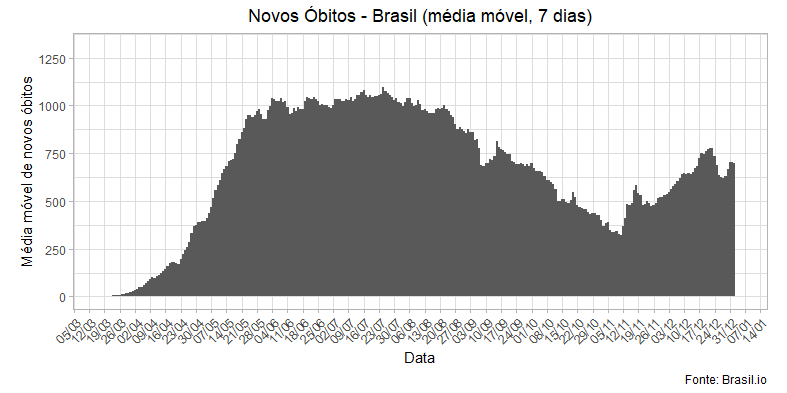 Novos Óbitos - Brasil (média móvel, 7 dias)
Média móvel de novos óbitos
1250
1000
750
500
250
0
05/03 12/03 19/03 26/03 02/04 09/04 16/04 23/04 30/04 07/05 14/05 21/05 28/05 04/06 11/06 18/06 25/06 02/07 09/07 16/07 23/07 30/07 06/08 13/08 20/08 27/08 03/09 10/09 17/09 24/09 01/10 08/10 15/10 22/10 29/10 05/11 12/11 19/11 26/11 03/12 10/12 17/12 24/12 31/12 07/01 14/01
Data
Fonte: Brasil.io